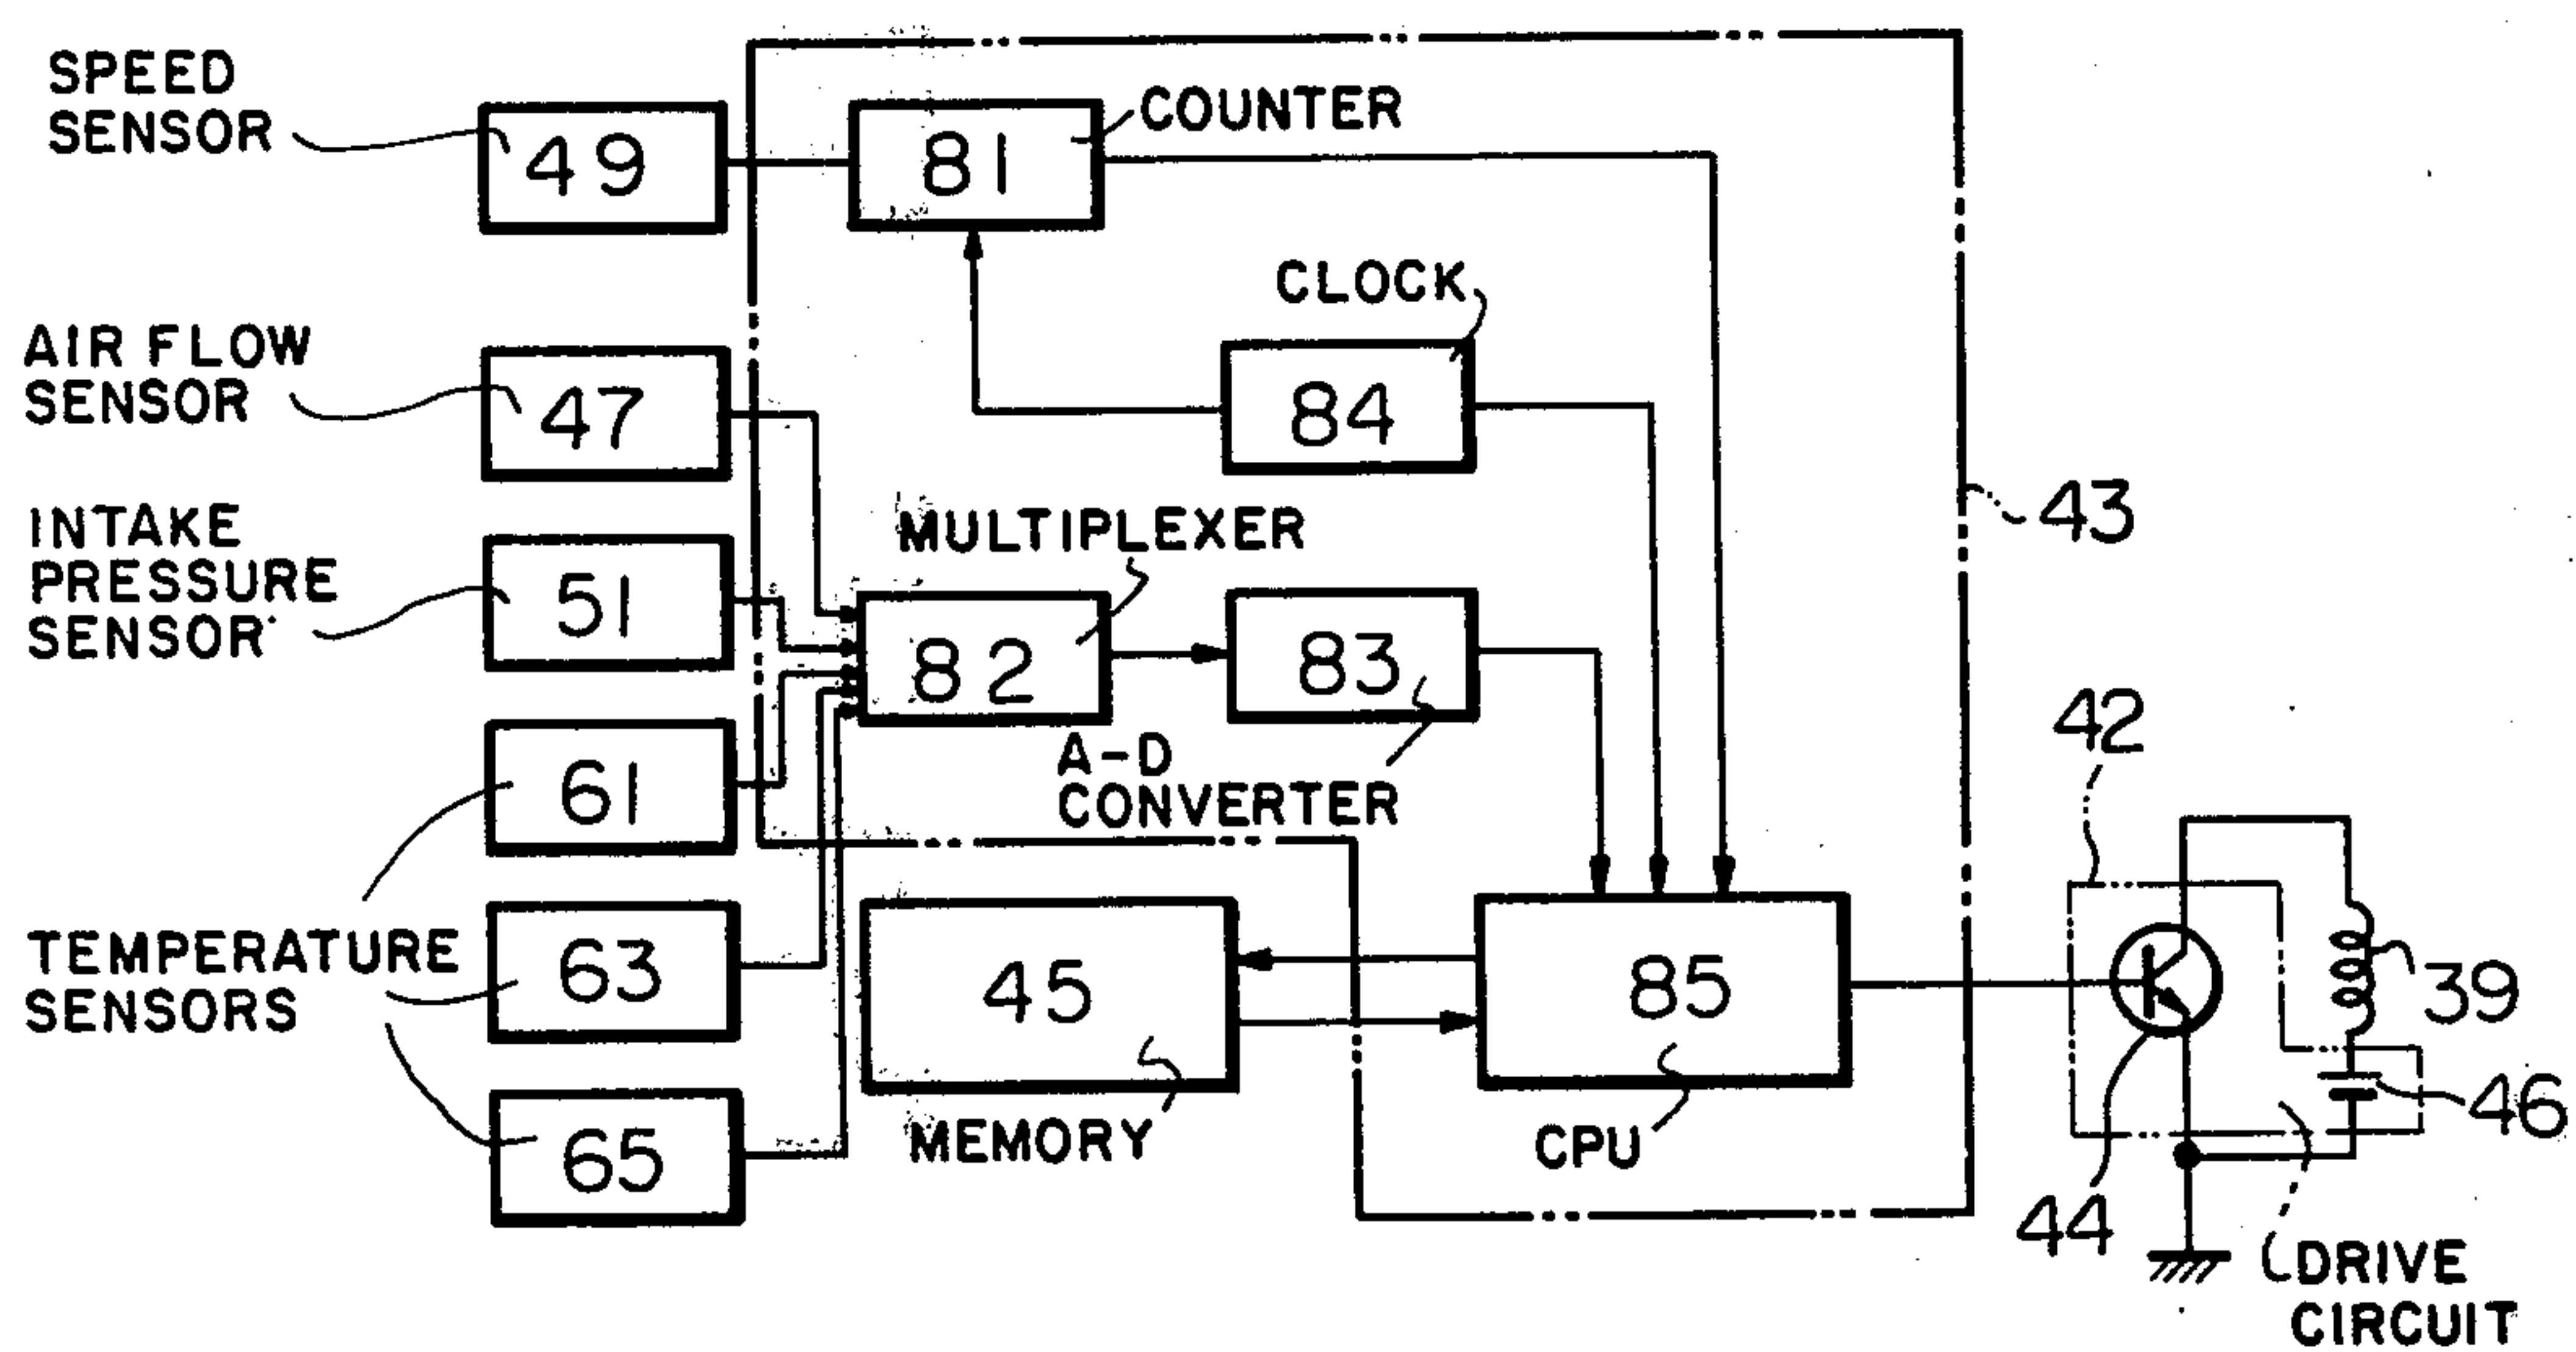 SPEED
SENSOR
49
81
COUNTER
CLOCK
84
AIR FLOW
SENSOR
47
43
INTAKE
PRESSURE
SENSOR
51
MULTIPLEXER
82
83
A-D
CONVERTER
61
42
TEMPERATURE
SENSORS
63
65
45
MEMORY
85
CPU
39
46
44
DRIVE
CIRCUIT